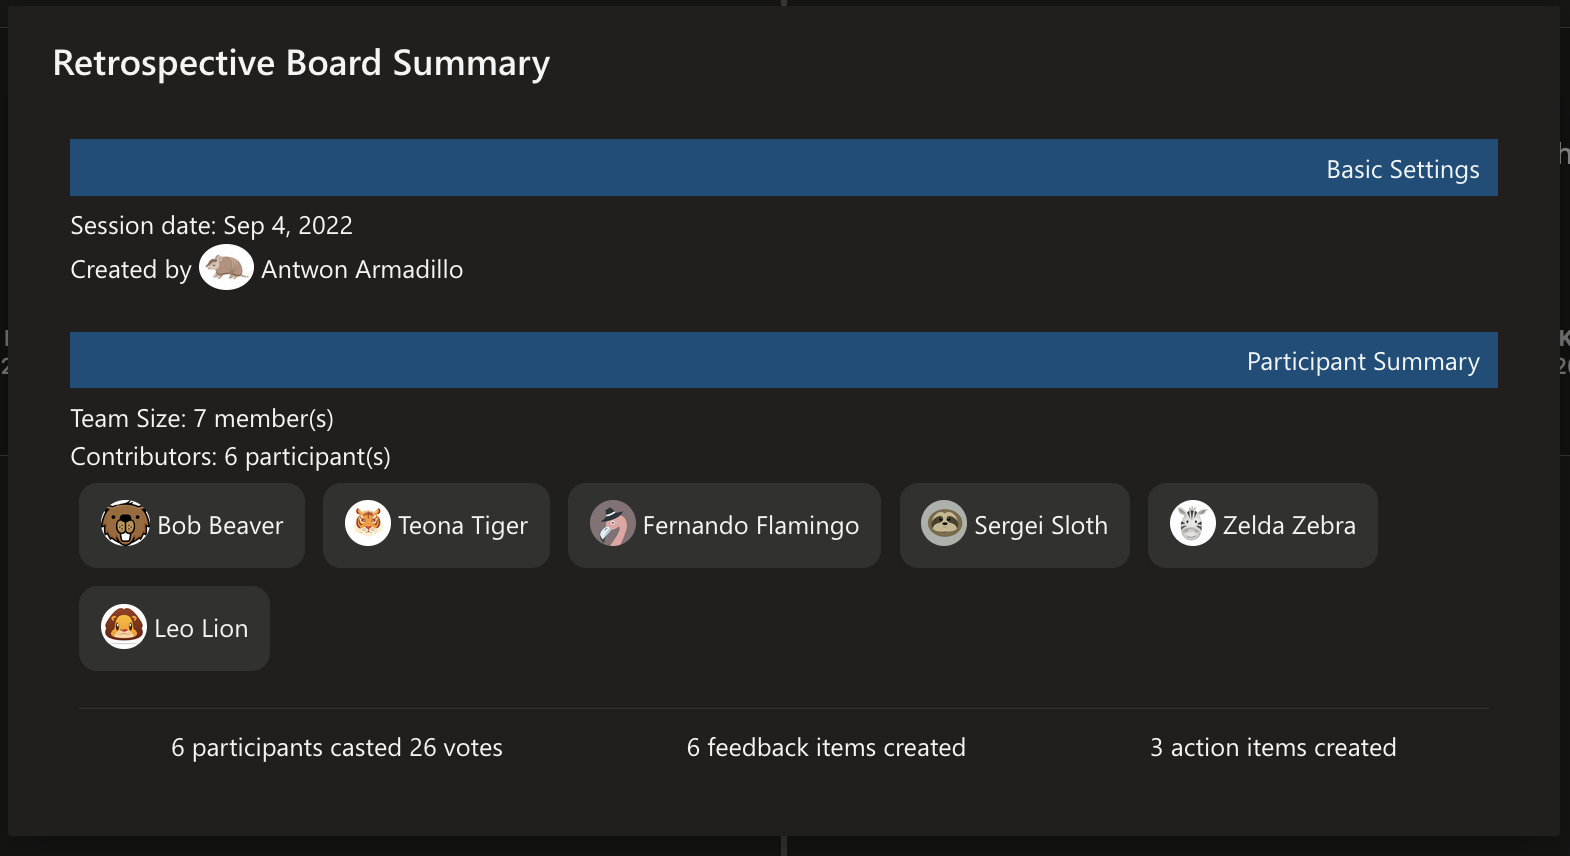 Retrospective Board Summary
Basic Settings
Session date: Sep 4, 2022
Created by Antwon Armadillo
Participant Summary
Team Size: 7 member(s)
Contributors: 6 participant(s)
Bob Beaver Teona Tiger Fernando Flamingo Sergei Sloth Zelda Zebra
Leo Lion
6 participants casted 26 votes 6 feedback items created 3 action items created